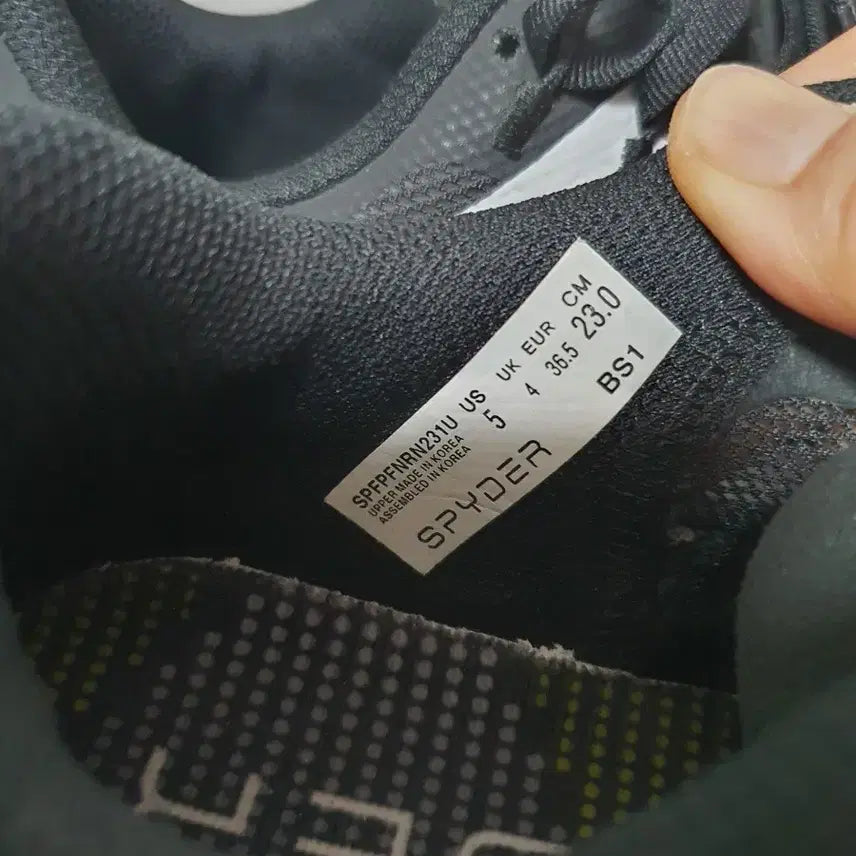 SPFPFNRN231U US UK EUR CM
UPPER MADE IN KOREA
ASSEMBLED IN KOREA
5 4 36.5 23.0
SPYDER BS1